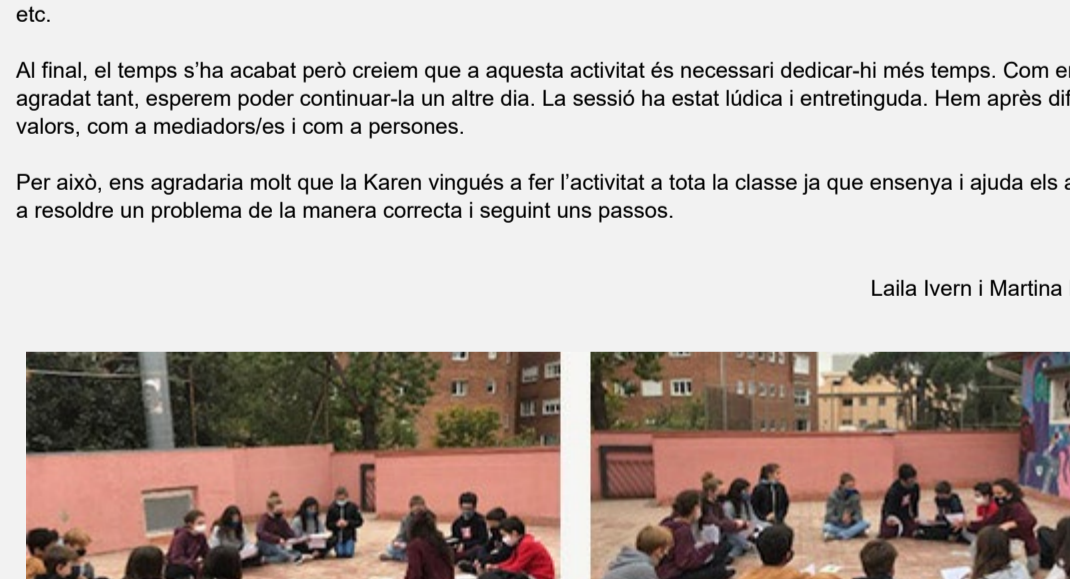 etc.
Al final, el temps s’ha acabat però creiem que a aquesta activitat és necessari dedicar-hi més temps. Com
agradat tant, esperem poder continuar-la un altre dia. La sessió ha estat lúdica i entretinguda. Hem après
valors, com a mediadors/es i com a persones.
Per això, ens agradaria molt que la Karen vingués a fer l’activitat a tota la classe ja que ensenya i ajuda els
a resoldre un problema de la manera correcta i seguint uns passos.
Laila Ivern i Martina